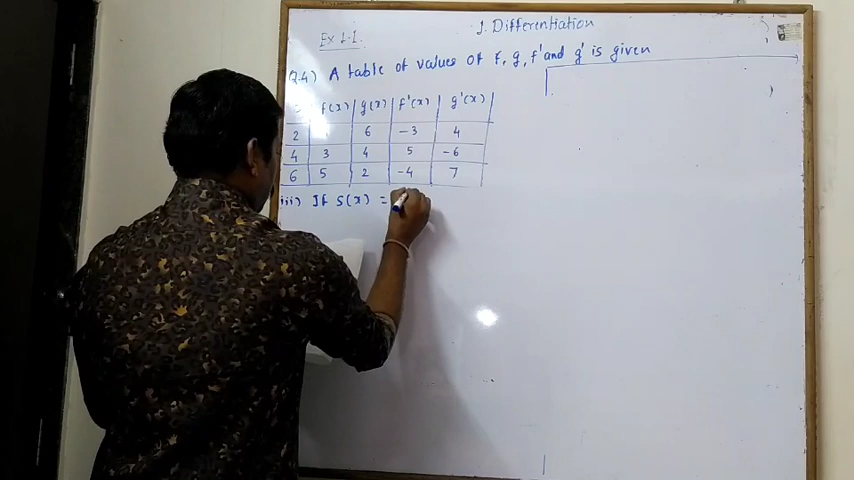 1. Differentiation
Ex 1.1
Q.4) A table of values of f, g, f' and g' is given
f(x) g(x) f'(x) g'(x)
2 6 -3 4
4 3 4 5 -6
6 5 2 -4 7
iii) If S(x) =